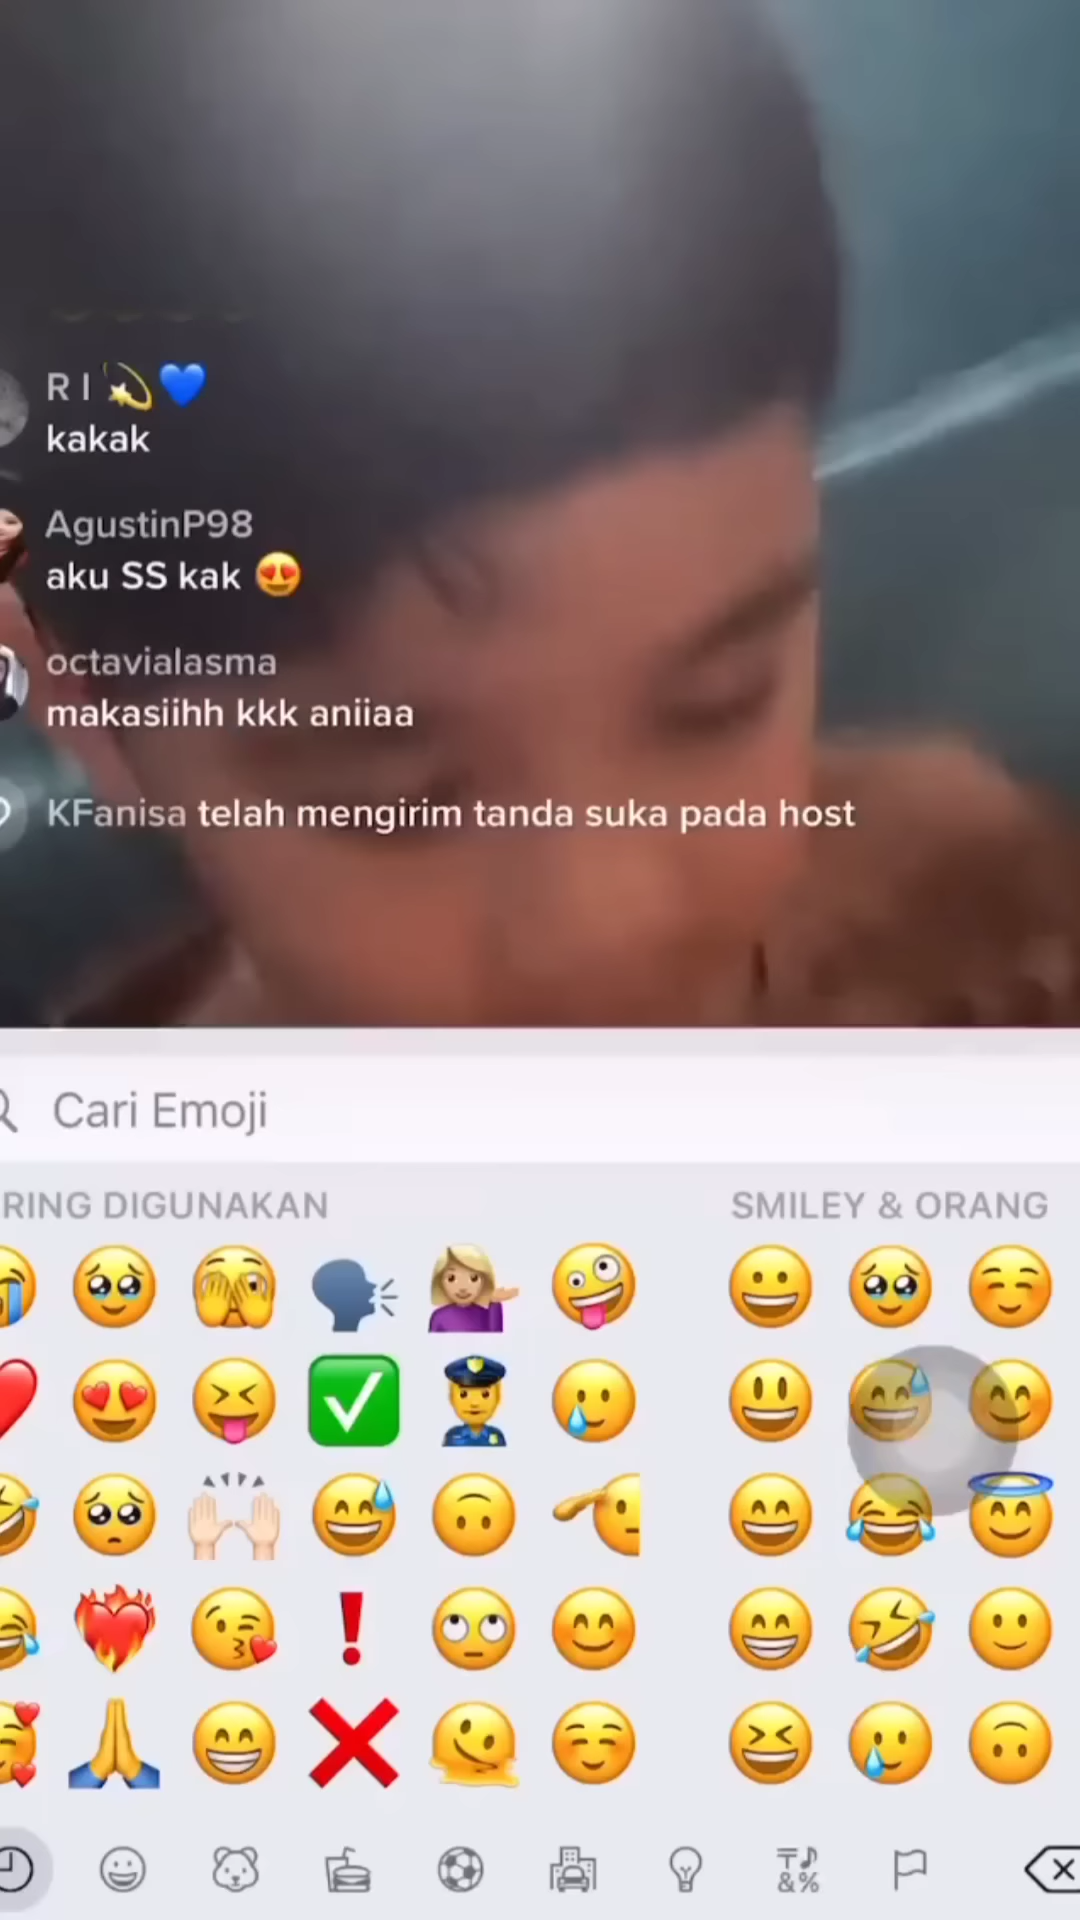 R I 💫💙
kakak
AgustinP98
aku SS kak 😍
octavialasma
makasiihh kkk aniiaa
KFanisa telah mengirim tanda suka pada host
Cari Emoji
RING DIGUNAKAN
SMILEY & ORANG